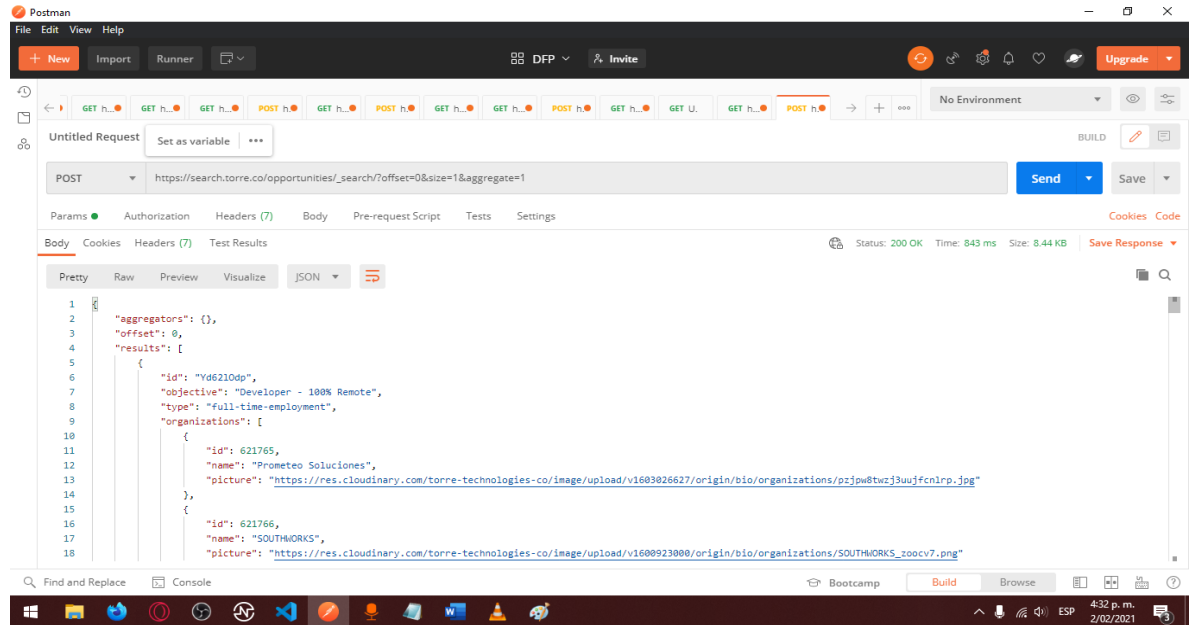 Postman
File Edit View Help
+ New Import Runner DFP Invite Upgrade
GET h... GET h... GET h... POST h. GET h... POST h. GET h... GET h... POST h. GET h... GET U. GET h... POST h. No Environment
Untitled Request Set as variable BUILD
POST https://search.torre.co/opportunities/_search/?offset=0&size=1&aggregate=1 Send Save
Params Authorization Headers (7) Body Pre-request Script Tests Settings Cookies Code
Body Cookies Headers (7) Test Results Status: 200 OK Time: 843 ms Size: 8.44 KB Save Response
Pretty Raw Preview Visualize JSON
1 {
2 "aggregators": {},
3 "offset": 0,
4 "results": [
5 {
6 "id": "Yd62lOdp",
7 "objective": "Developer - 100% Remote",
8 "type": "full-time-employment",
9 "organizations": [
10 {
11 "id": 621765,
12 "name": "Prometeo Soluciones",
13 "picture": "https://res.cloudinary.com/torre-technologies-co/image/upload/v1603026627/origin/bio/organizations/pzjpw8twzj3uujfcnlrp.jpg"
14 },
15 {
16 "id": 621766,
17 "name": "SOUTHWORKS",
18 "picture": "https://res.cloudinary.com/torre-technologies-co/image/upload/v1600923000/origin/bio/organizations/SOUTHWORKS_zoocv7.png"
Find and Replace Console Bootcamp Build Browse
ESP 4:32 p. m.
2/02/2021
3